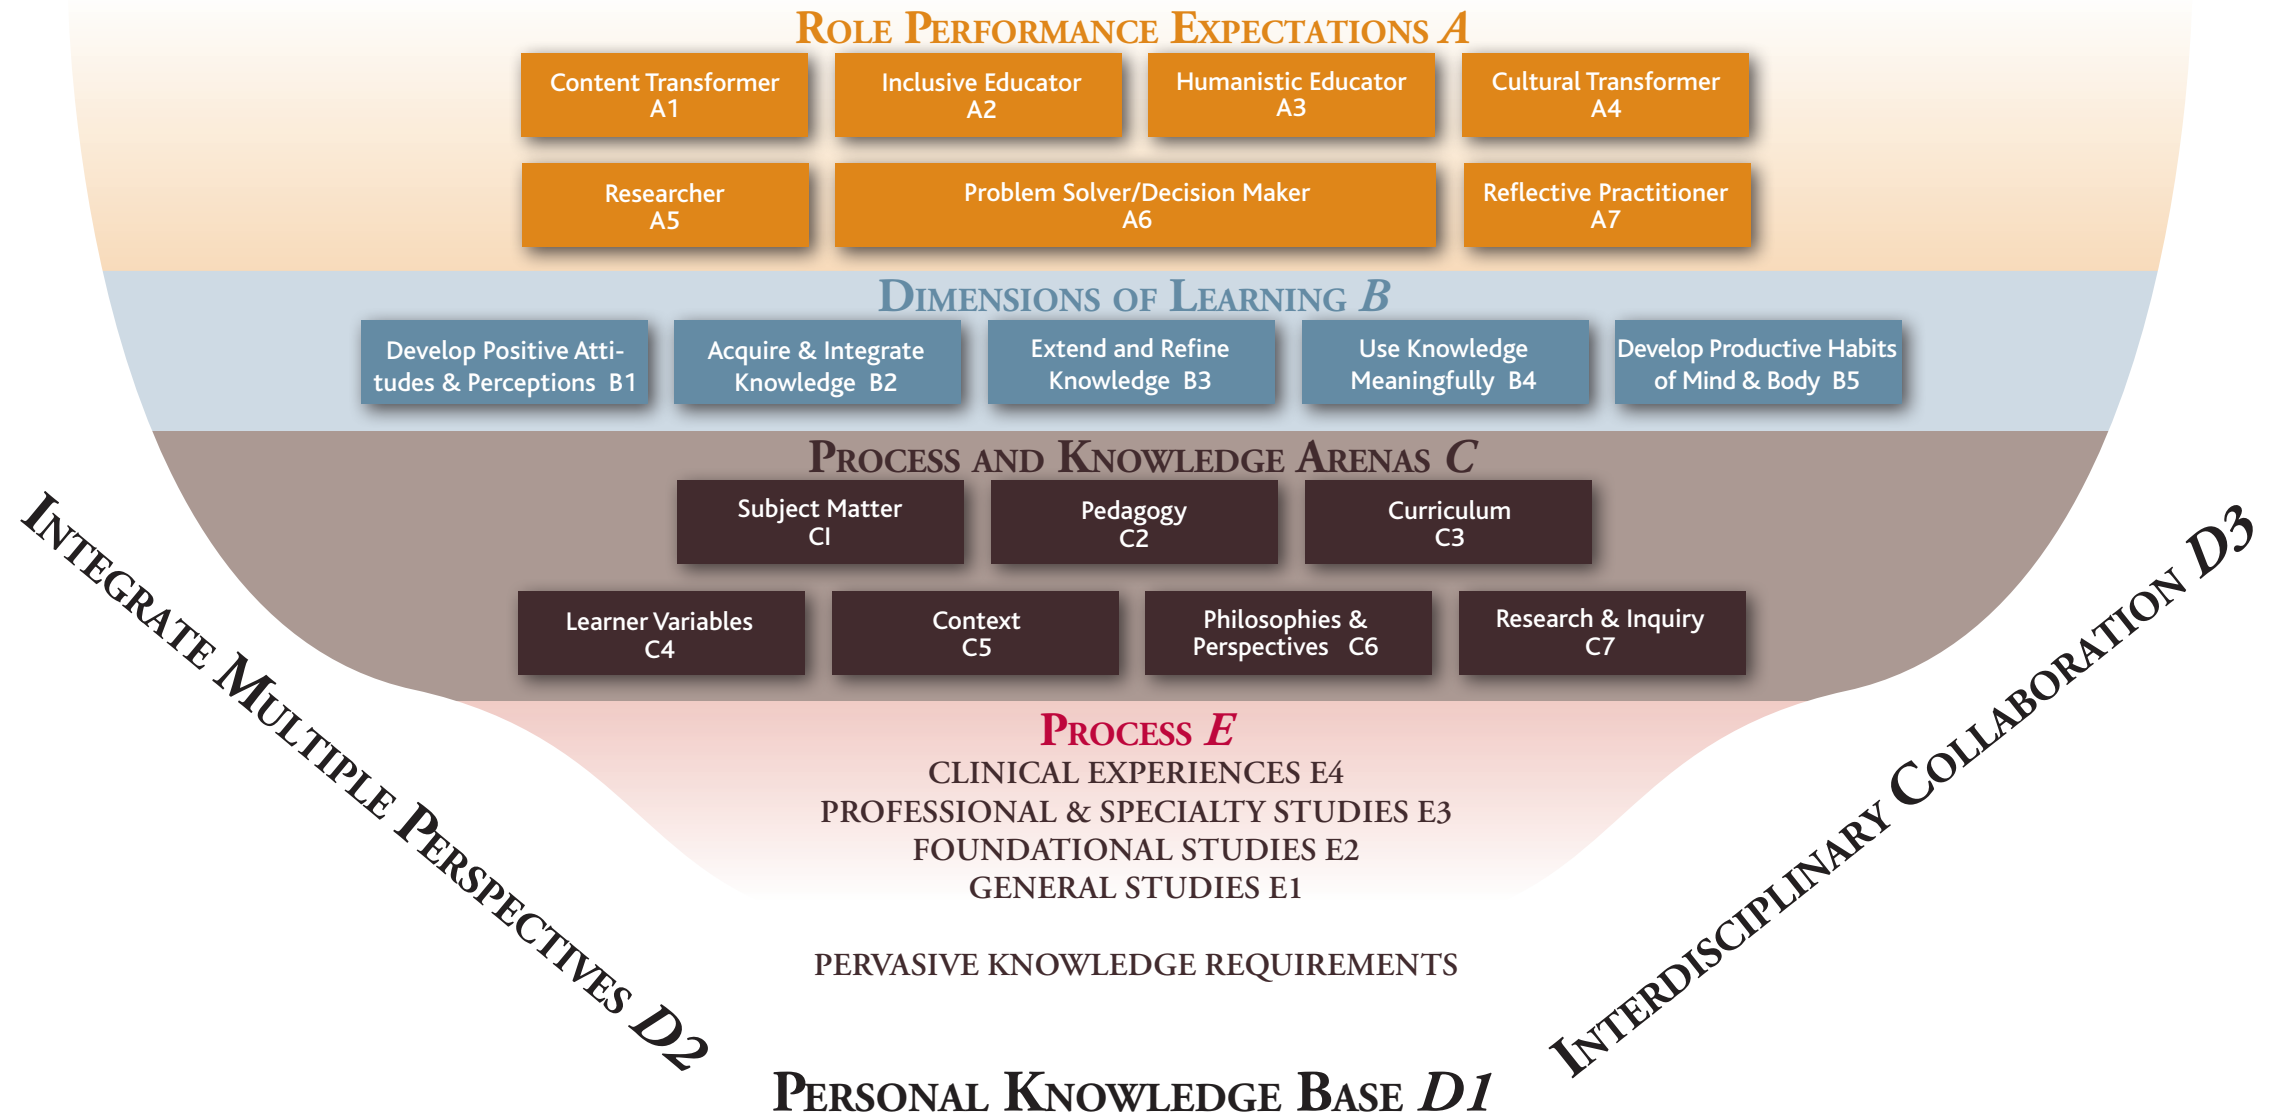 Role Performance Expectations A
Content Transformer
A1
Inclusive Educator
A2
Humanistic Educator
A3
Cultural Transformer
A4
Researcher
A5
Problem Solver/Decision Maker
A6
Reflective Practitioner
A7
Dimensions of Learning B
Develop Positive Atti-
tudes & Perceptions B1
Acquire & Integrate
Knowledge B2
Extend and Refine
Knowledge B3
Use Knowledge
Meaningfully B4
Develop Productive Habits
of Mind & Body B5
Process and Knowledge Arenas C
Subject Matter
CI
Pedagogy
C2
Curriculum
C3
Learner Variables
C4
Context
C5
Philosophies &
Perspectives C6
Research & Inquiry
C7
Process E
CLINICAL EXPERIENCES E4
PROFESSIONAL & SPECIALTY STUDIES E3
FOUNDATIONAL STUDIES E2
GENERAL STUDIES E1
PERVASIVE KNOWLEDGE REQUIREMENTS
Integrate Multiple Perspectives D2
Personal Knowledge Base D1
Interdisciplinary Collaboration D3